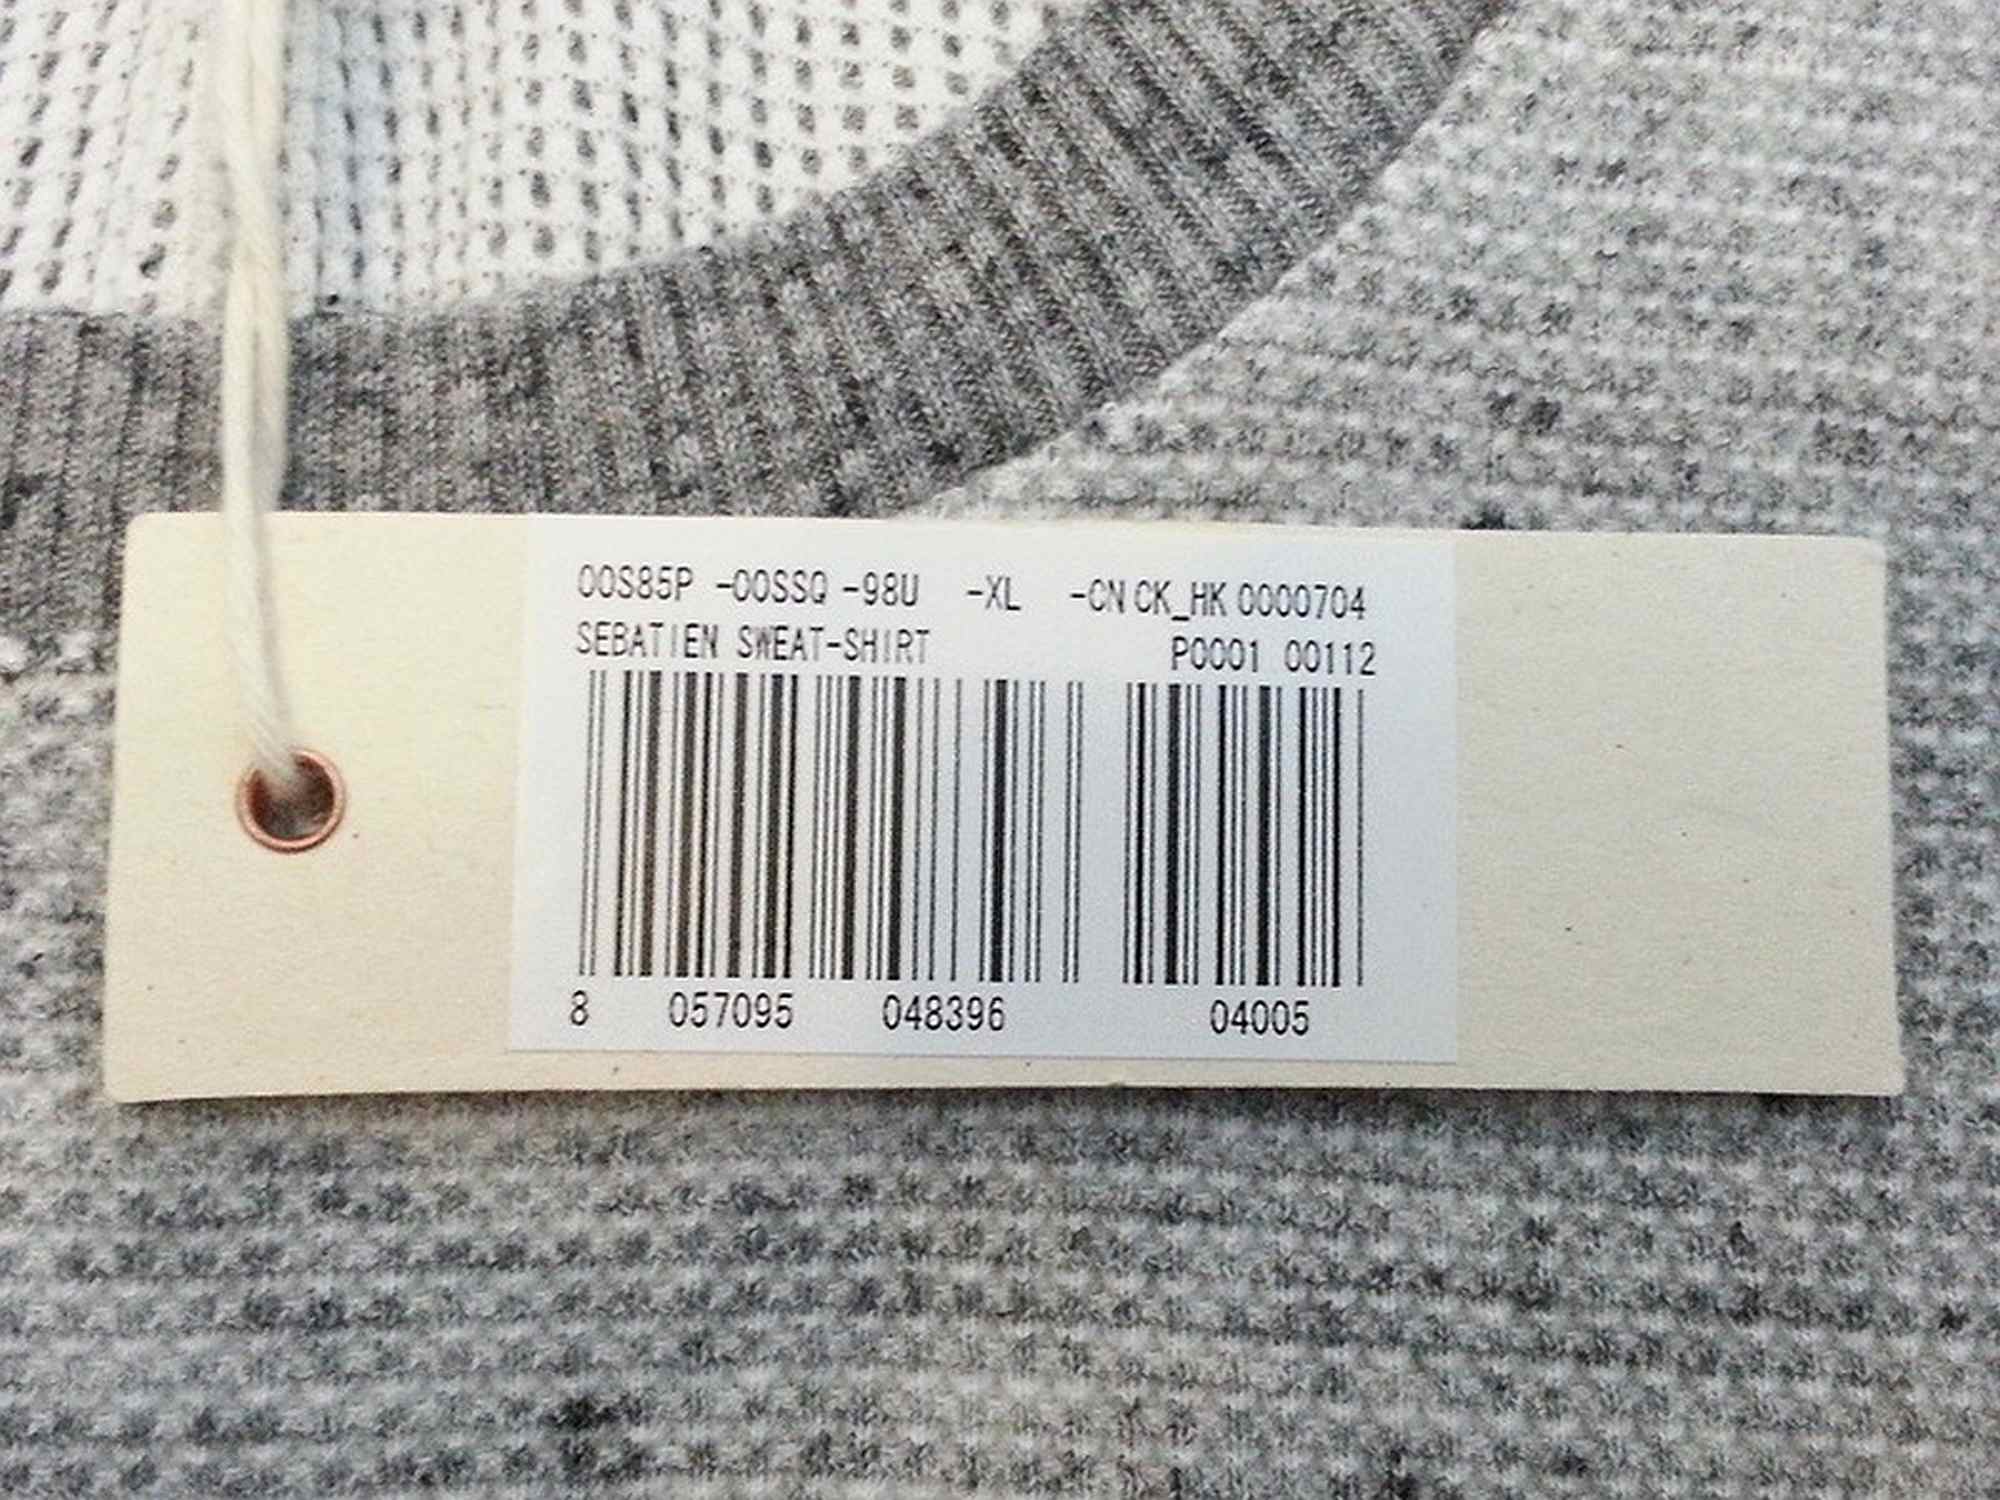 00S85P -00SSQ -98U -XL -CN CK_HK 0000704
SEBATIEN SWEAT-SHIRT P0001 00112
8 057095 048396 04005